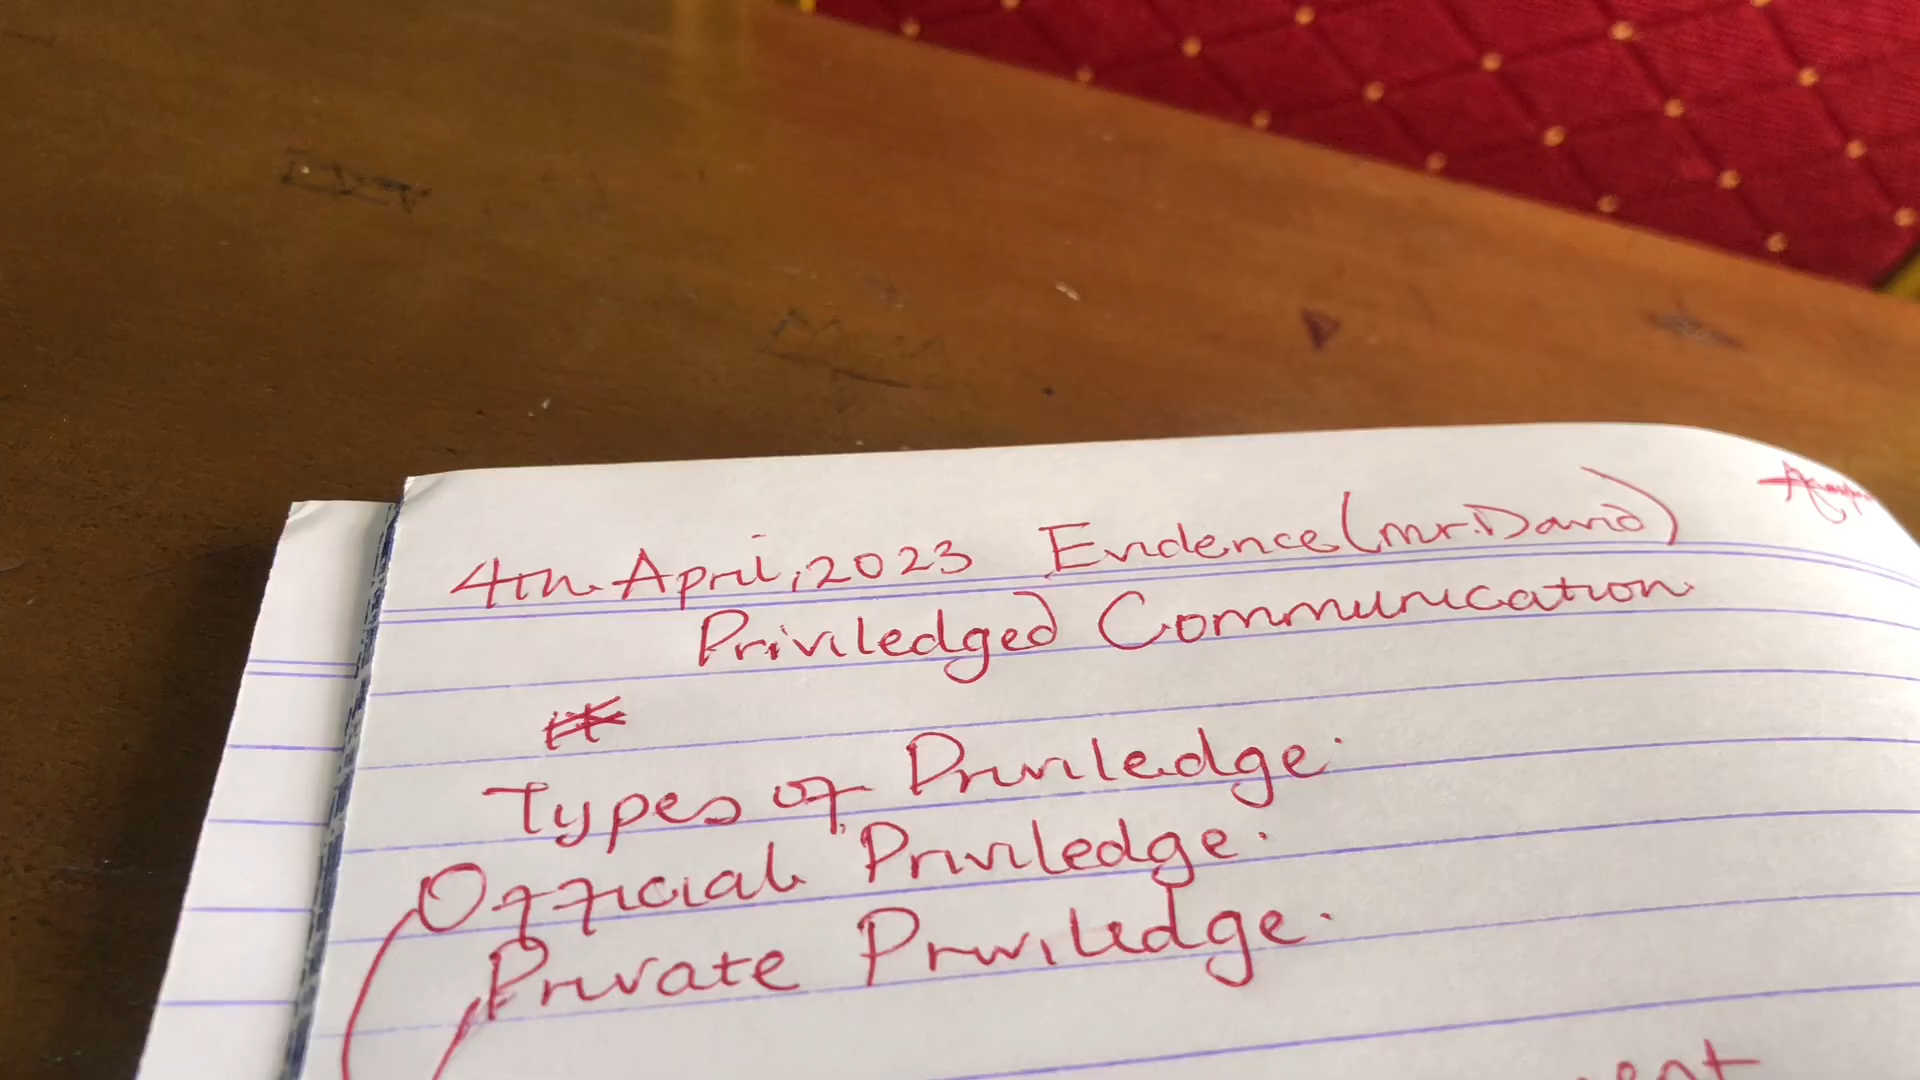 4th April, 2023 Evidence (Mr. David)
Priviledged Communication
Types of Priviledge.
Official Priviledge.
Private Priviledge.